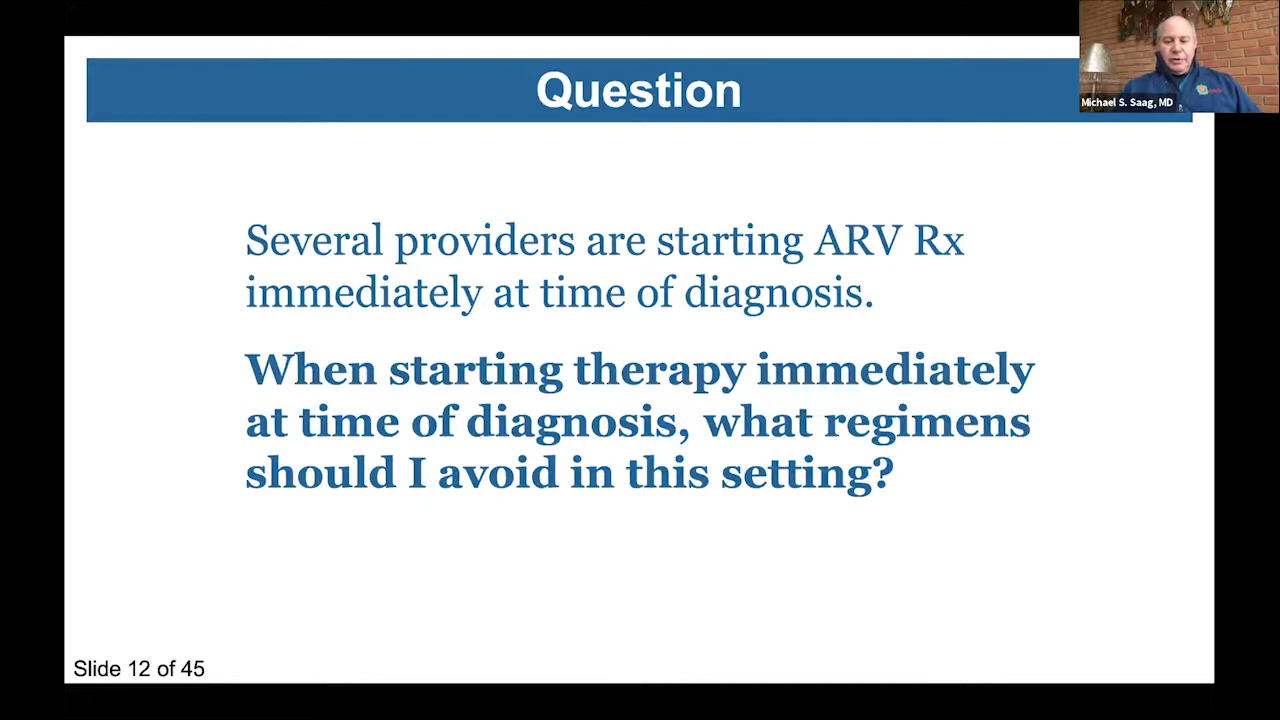 Question
Michael S. Saag, MD
Several providers are starting ARV Rx
immediately at time of diagnosis.
When starting therapy immediately
at time of diagnosis, what regimens
should I avoid in this setting?
Slide 12 of 45